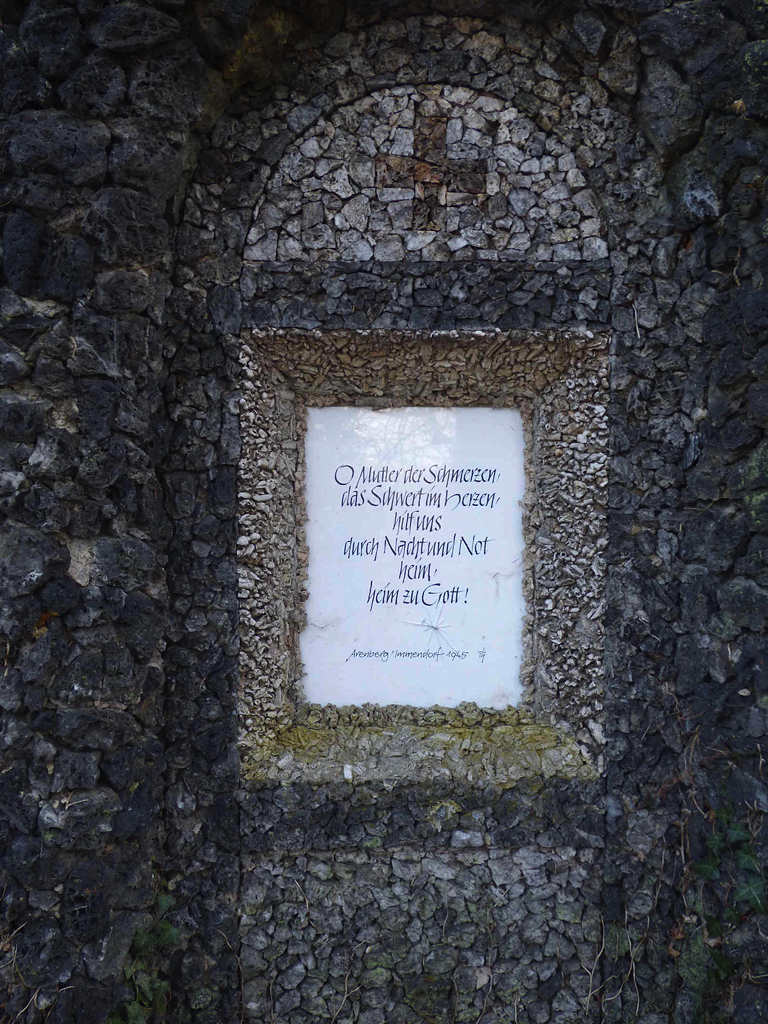 O Mutter der Schmerzen,
das Schwert im Herzen,
hilf uns
durch Nacht und Not
heim,
heim zu Gott!
Arenberg Immendorf 1945